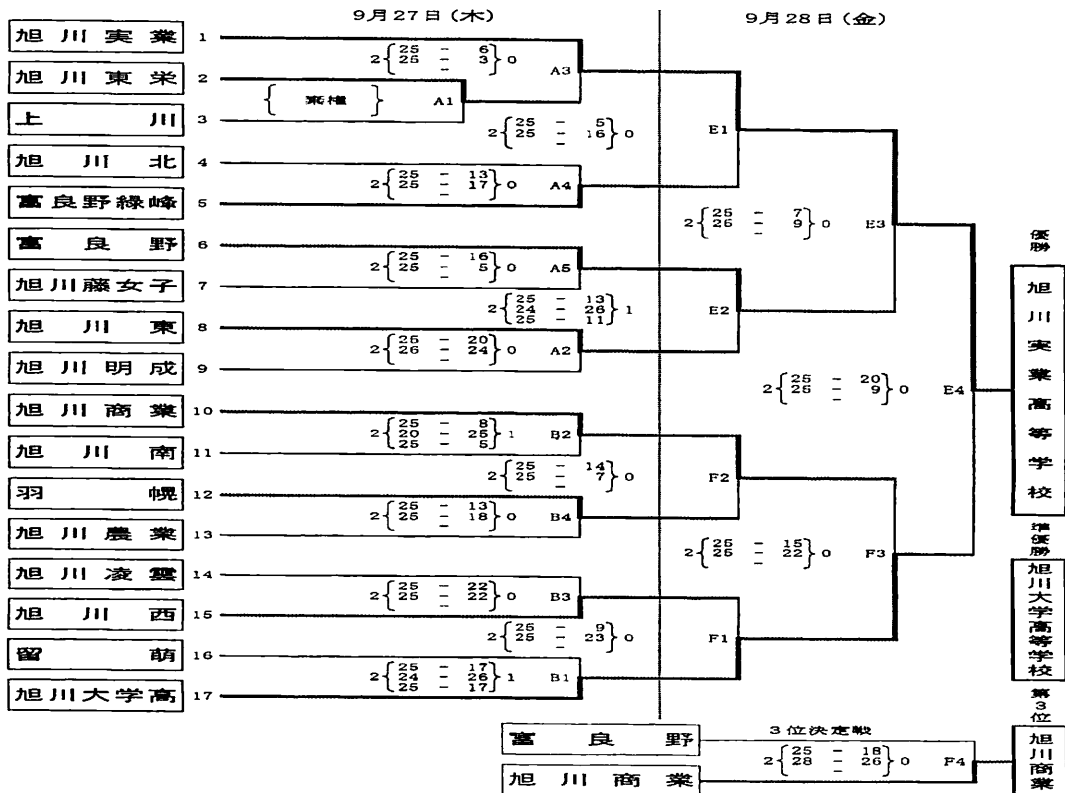 9月27日(木)
9月28日(金)
旭川実業 1
2{25 - 6 }0 A3
25 - 3
旭川東栄 2
{棄権} A1
上川 3
2{25 - 5 }0 E1
25 - 16
-
旭川北 4
2{25 - 13 }0 A4
25 - 17
-
富良野緑峰 5
2{25 - 7 }0 E3
25 - 9
-
富良野 6
2{25 - 16 }0 A5
25 - 5
-
旭川藤女子 7
2{25 - 13 }1 E2
24 - 26
25 - 11
旭川東 8
2{25 - 20 }0 A2
26 - 24
-
旭川明成 9
2{25 - 20 }0 E4
25 - 9
-
旭川商業 10
2{25 - 8 }1 B2
20 - 25
25 - 5
旭川南 11
2{25 - 14 }0 F2
25 - 7
-
羽幌 12
2{25 - 13 }0 B4
25 - 18
-
旭川農業 13
2{25 - 15 }0 F3
25 - 22
-
旭川凌雲 14
2{25 - 22 }0 B3
25 - 22
-
旭川西 15
2{25 - 9 }0 F1
25 - 23
-
留萌 16
2{25 - 17 }1 B1
24 - 26
25 - 17
旭川大学高 17
優勝
旭川実業高等学校
準優勝
旭川大学高等学校
第3位
旭川商業
3位決定戦
富良野
2{25 - 18 }0 F4
28 - 26
-
旭川商業